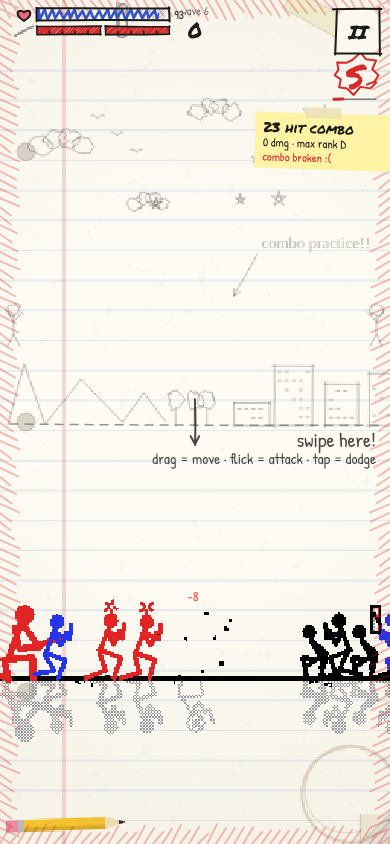 93
wave 6
0
II
S
23 HIT COMBO
0 dmg · max rank D
combo broken :(
combo practice!!
swipe here!
drag = move · flick = attack · tap = dodge
-8